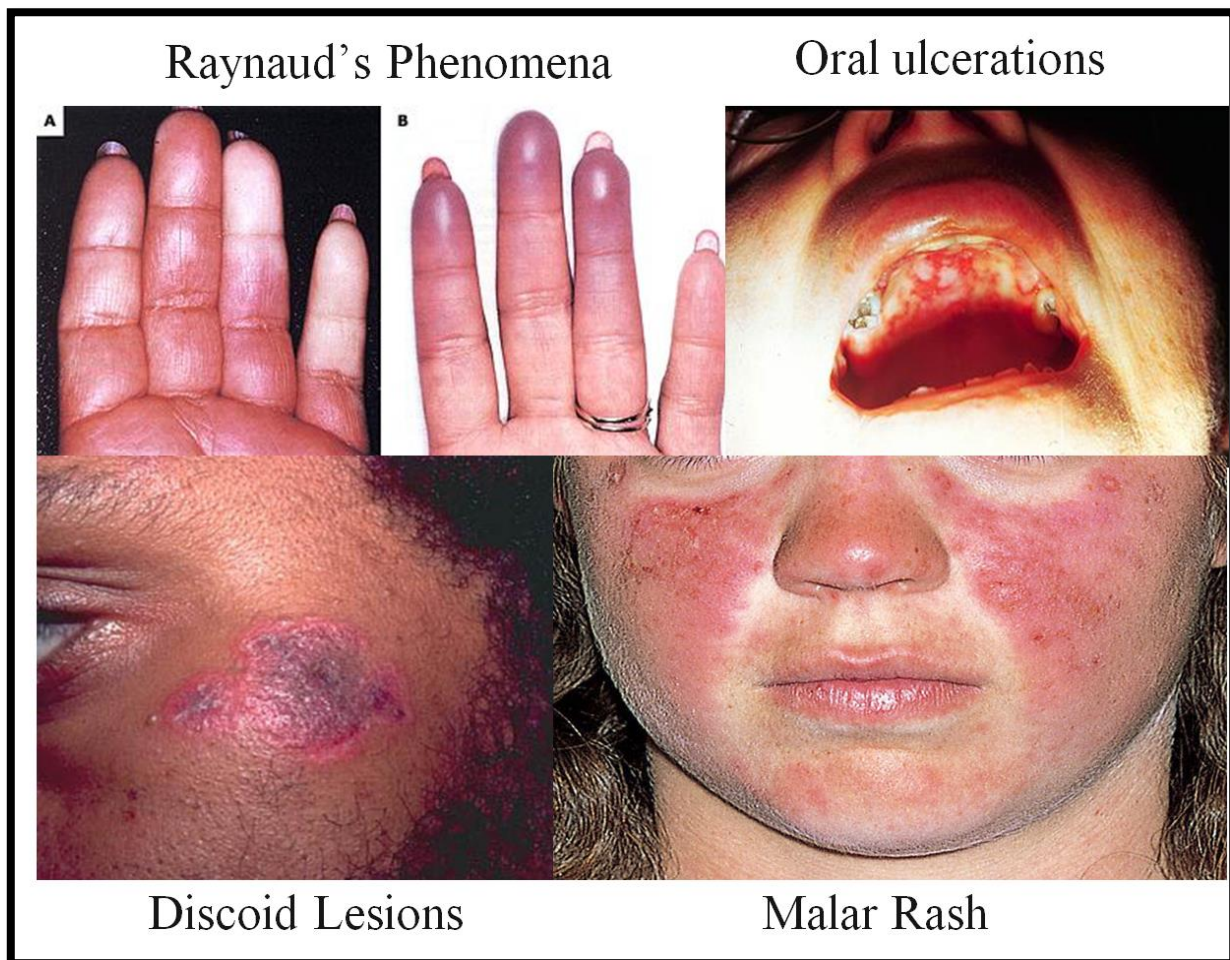 Raynaud's Phenomena
Oral ulcerations
A
B
Discoid Lesions
Malar Rash